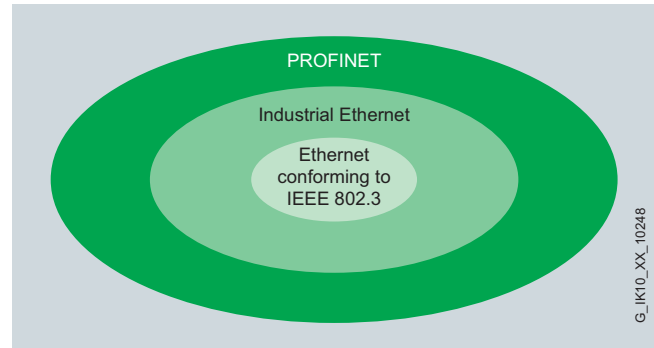 PROFINET
Industrial Ethernet
Ethernet
conforming to
IEEE 802.3
G_IK10_XX_10248